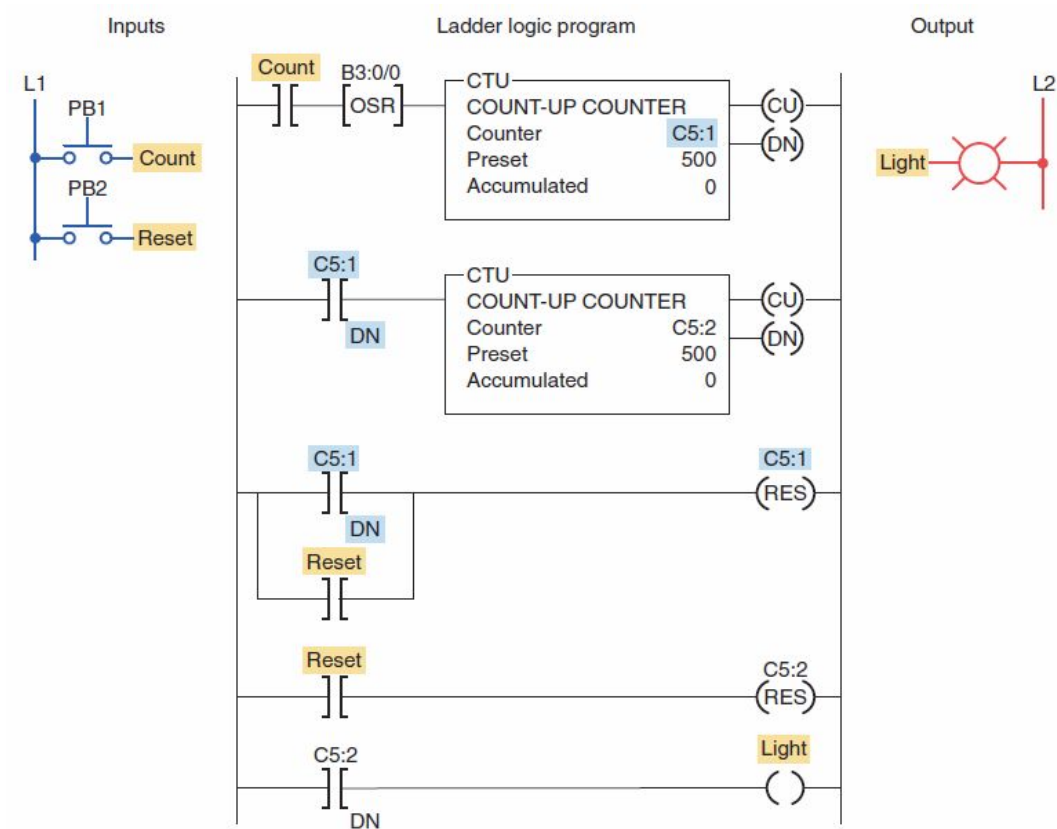 Inputs
Ladder logic program
Output
L1
PB1
Count
PB2
Reset
Count
B3:0/0
OSR
CTU
COUNT-UP COUNTER
Counter C5:1
Preset 500
Accumulated 0
CU
DN
L2
Light
C5:1
DN
CTU
COUNT-UP COUNTER
Counter C5:2
Preset 500
Accumulated 0
CU
DN
C5:1
DN
Reset
C5:1
RES
Reset
C5:2
RES
C5:2
DN
Light